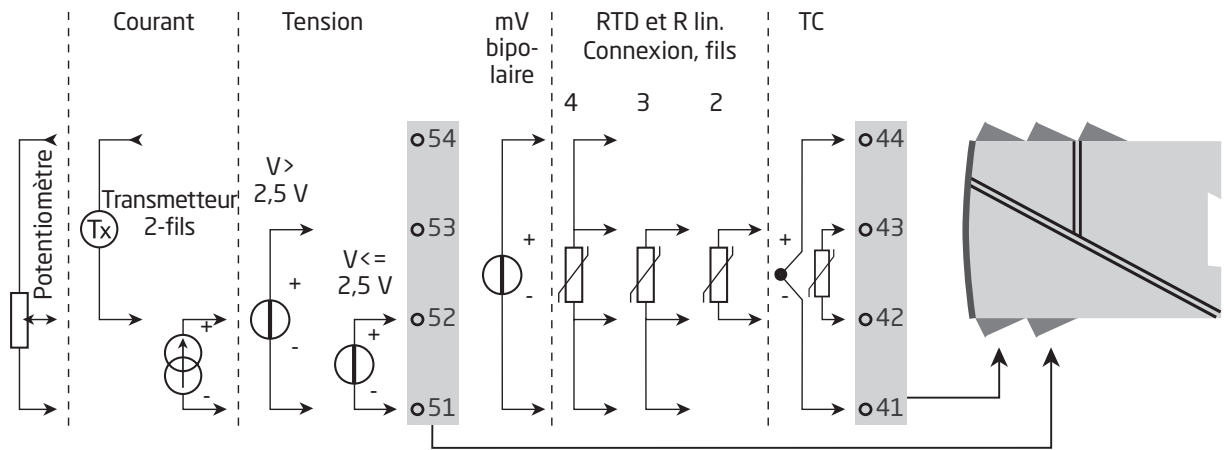 Courant
Tension
mV
bipo-
laire
RTD et R lin.
Connexion, fils
4 3 2
TC
Potentiomètre
Tx
Transmetteur
2-fils
+
-
V>
2,5 V
+
-
V<=
2,5 V
+
-
54
53
52
51
+
-
+
-
44
43
42
41